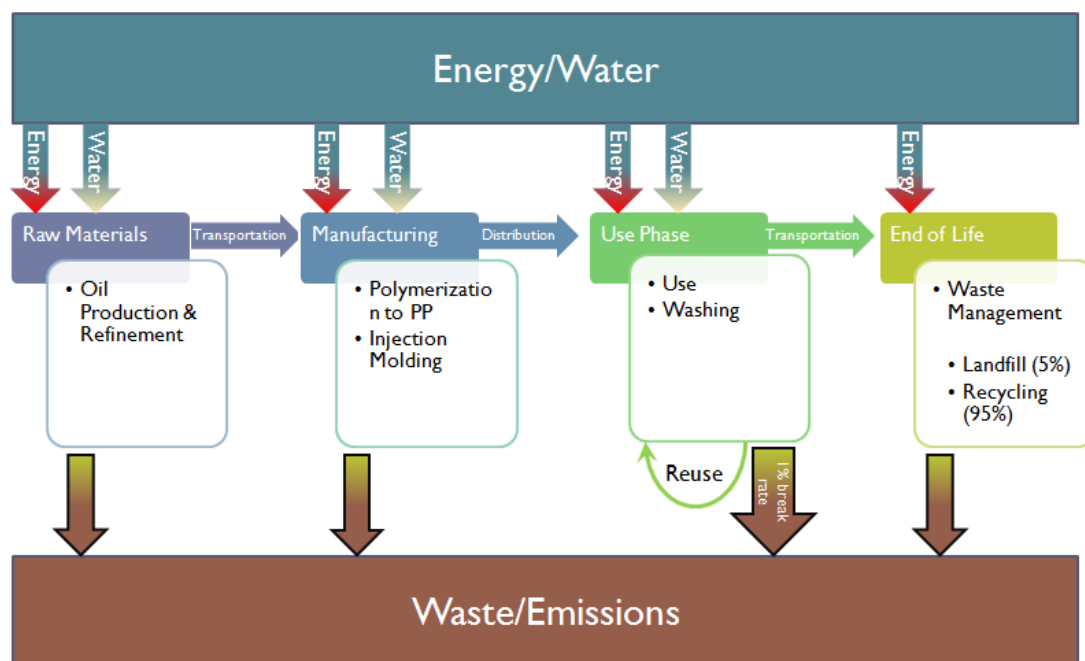 Energy/Water
Energy
Water
Energy
Water
Energy
Water
Energy
Raw Materials
Transportation
Manufacturing
Distribution
Use Phase
Transportation
End of Life
• Oil
Production &
Refinement
• Polymerizatio
n to PP
• Injection
Molding
• Use
• Washing
• Waste
Management
• Landfill (5%)
• Recycling
(95%)
Reuse
1% break
rate
Waste/Emissions